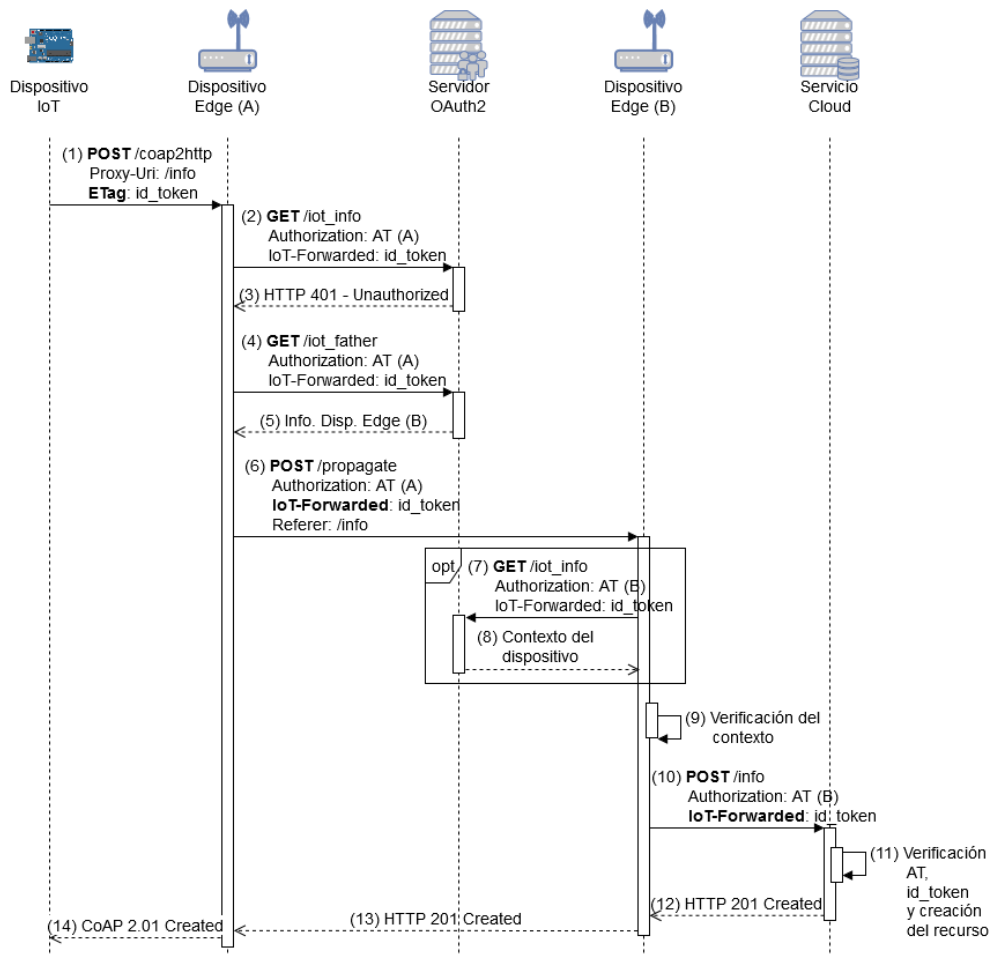 Dispositivo
IoT
Dispositivo
Edge (A)
Servidor
OAuth2
Dispositivo
Edge (B)
Servicio
Cloud
(1) POST /coap2http
Proxy-Uri: /info
ETag: id_token
(2) GET /iot_info
Authorization: AT (A)
IoT-Forwarded: id_token
(3) HTTP 401 - Unauthorized
(4) GET /iot_father
Authorization: AT (A)
IoT-Forwarded: id_token
(5) Info. Disp. Edge (B)
(6) POST /propagate
Authorization: AT (A)
IoT-Forwarded: id_token
Referer: /info
opt
(7) GET /iot_info
Authorization: AT (B)
IoT-Forwarded: id_token
(8) Contexto del
dispositivo
(9) Verificación del
contexto
(10) POST /info
Authorization: AT (B)
IoT-Forwarded: id_token
(11) Verificación
AT,
id_token
y creación
del recurso
(12) HTTP 201 Created
(13) HTTP 201 Created
(14) CoAP 2.01 Created